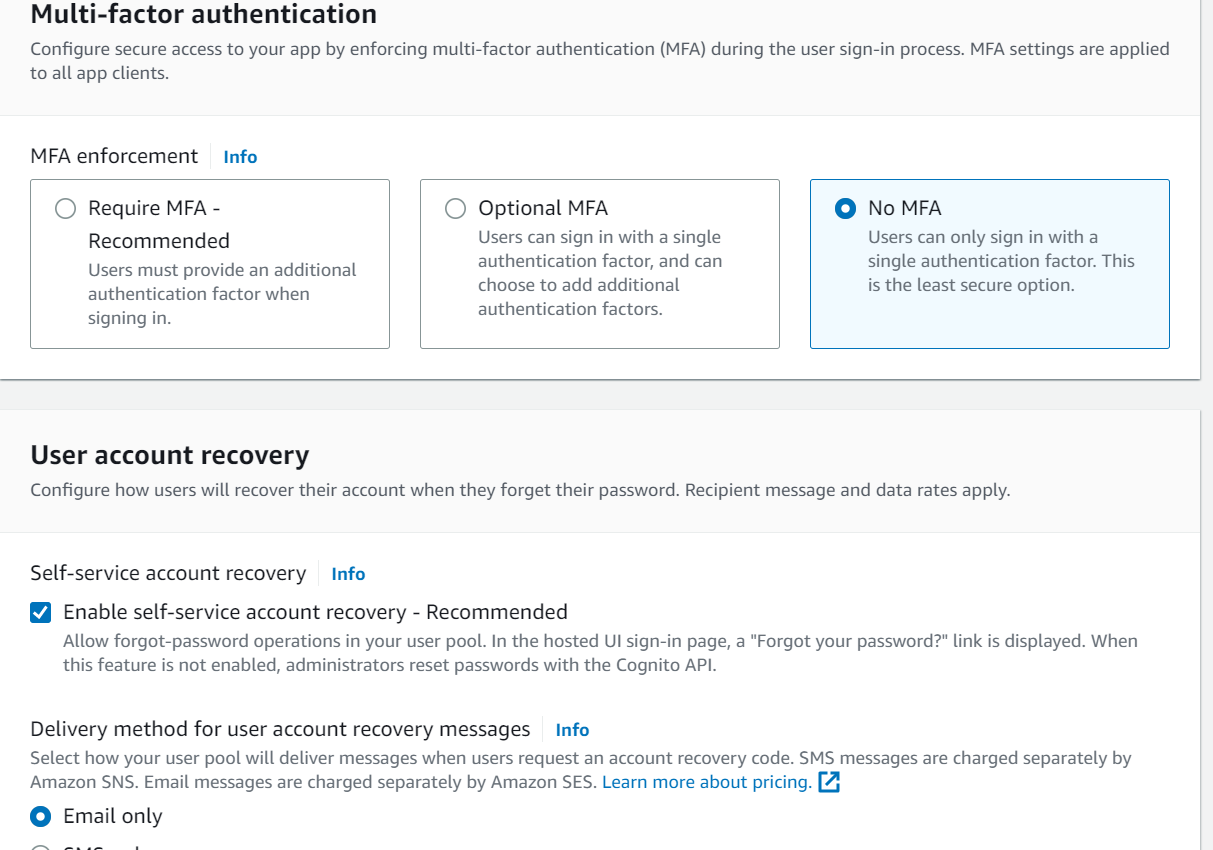 Multi-factor authentication
Configure secure access to your app by enforcing multi-factor authentication (MFA) during the user sign-in process. MFA settings are applied
to all app clients.
MFA enforcement Info
Require MFA -
Recommended
Users must provide an additional
authentication factor when
signing in.
Optional MFA
Users can sign in with a single
authentication factor, and can
choose to add additional
authentication factors.
No MFA
Users can only sign in with a
single authentication factor. This
is the least secure option.
User account recovery
Configure how users will recover their account when they forget their password. Recipient message and data rates apply.
Self-service account recovery Info
Enable self-service account recovery - Recommended
Allow forgot-password operations in your user pool. In the hosted UI sign-in page, a "Forgot your password?" link is displayed. When
this feature is not enabled, administrators reset passwords with the Cognito API.
Delivery method for user account recovery messages Info
Select how your user pool will deliver messages when users request an account recovery code. SMS messages are charged separately by
Amazon SNS. Email messages are charged separately by Amazon SES. Learn more about pricing.
Email only